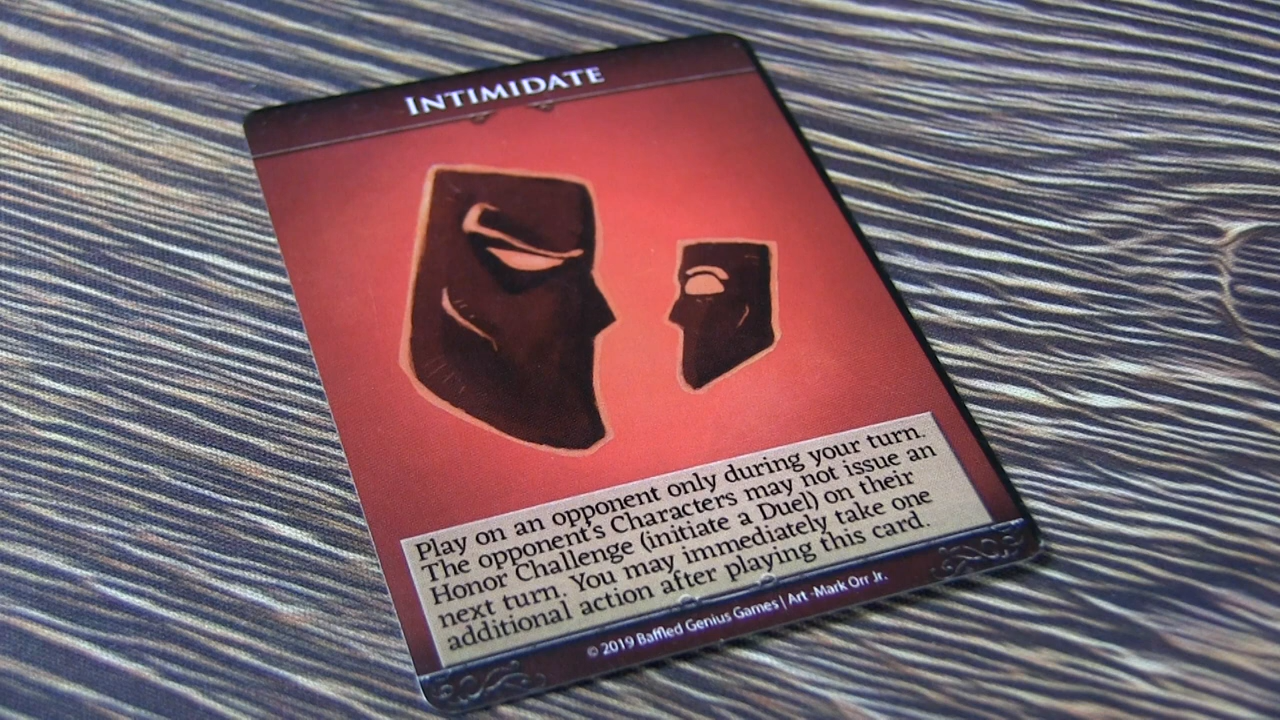 INTIMIDATE
Play on an opponent only during your turn.
The opponent's Characters may not issue an
Honor Challenge (initiate a Duel) on their
next turn. You may immediately take one
additional action after playing this card.
© 2019 Baffled Genius Games | Art -Mark Orr Jr.